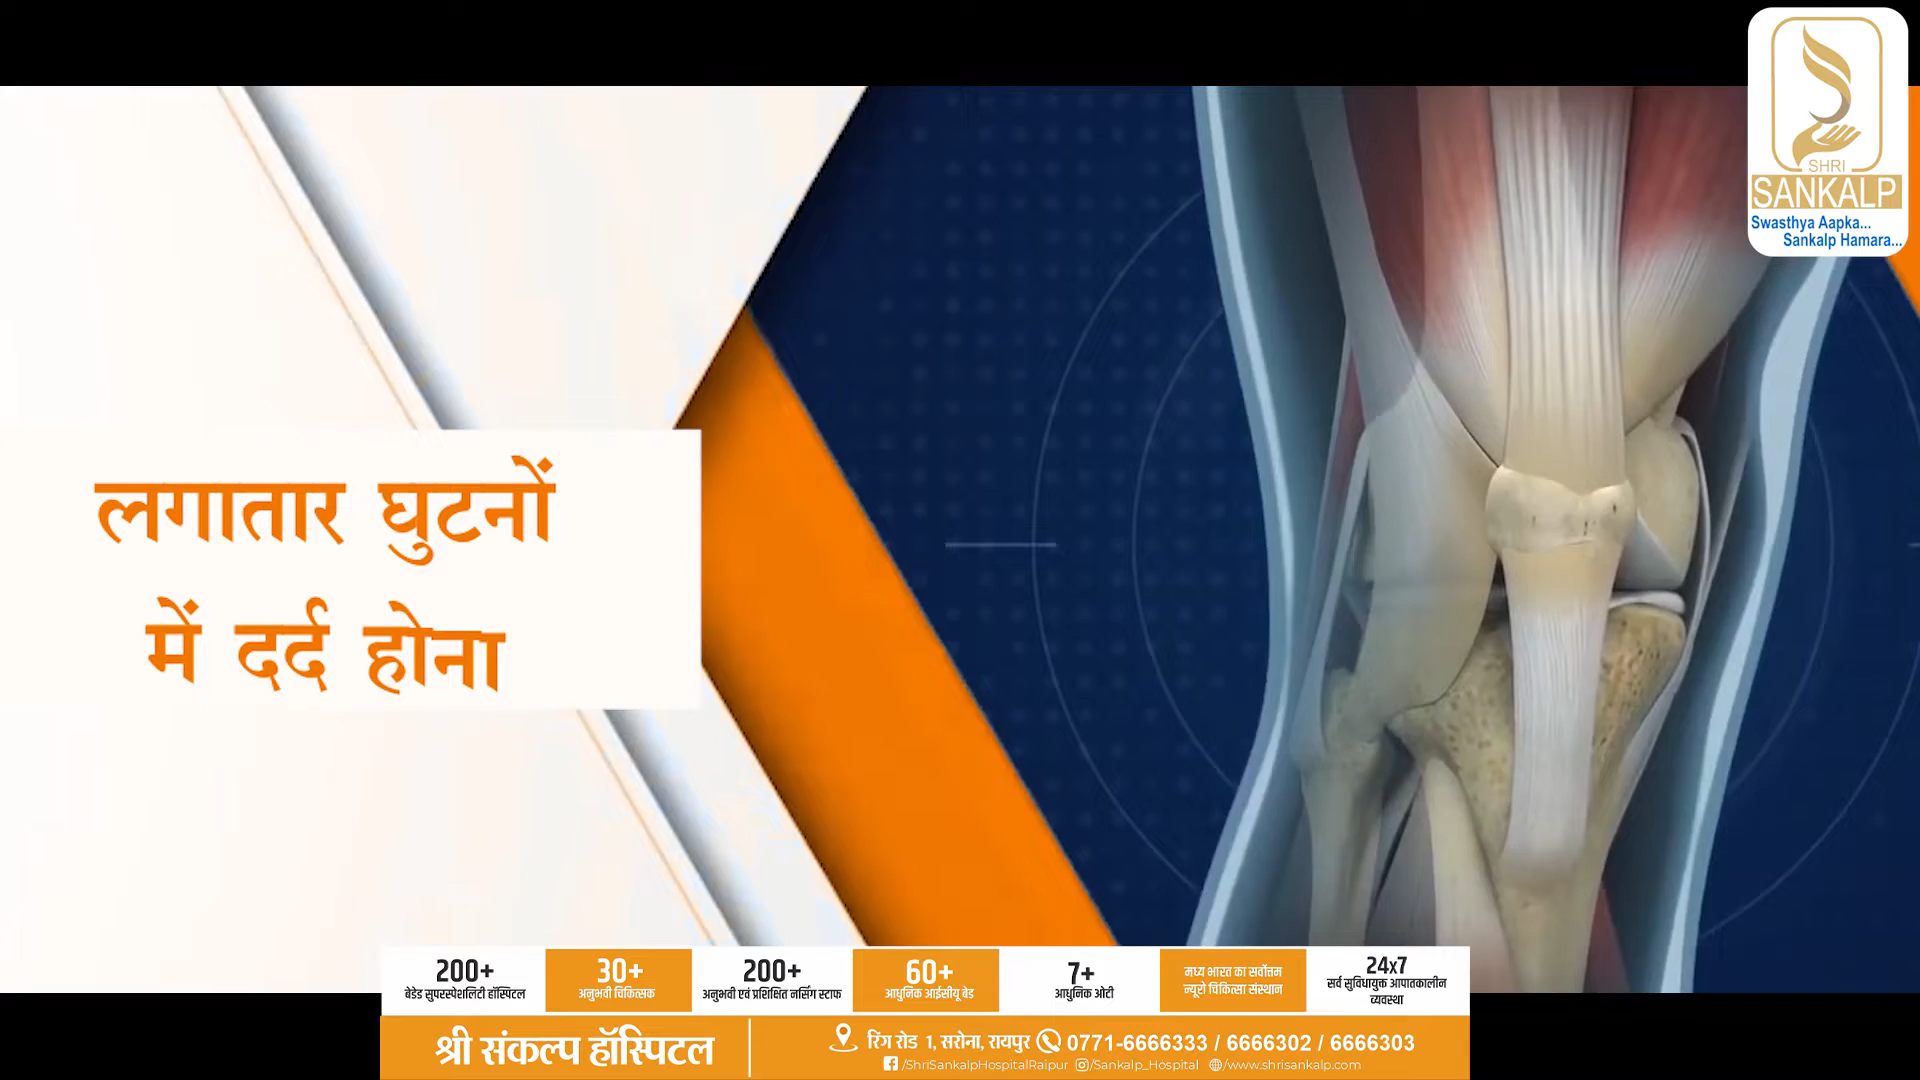 SHRI
SANKALP
Swasthya Aapka...
Sankalp Hamara...
लगातार घुटनों
में दर्द होना
200+
बेडेड सुपरस्पेशलिटी हॉस्पिटल
30+
अनुभवी चिकित्सक
200+
अनुभवी एवं प्रशिक्षित नर्सिंग स्टाफ
60+
आधुनिक आईसीयू बेड
7+
आधुनिक ओटी
मध्य भारत का सर्वोत्तम
न्यूरो चिकित्सा संस्थान
24x7
सर्व सुविधायुक्त आपातकालीन
व्यवस्था
श्री संकल्प हॉस्पिटल
रिंग रोड 1, सरोना, रायपुर 0771-6666333 / 6666302 / 6666303
/ShriSankalpHospitalRaipur /Sankalp_Hospital /www.shrisankalp.com